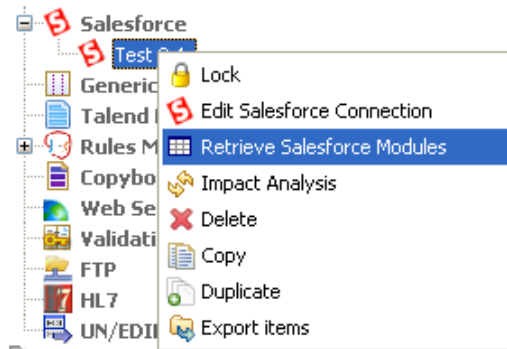 Salesforce
Test
Lock
Generic
Edit Salesforce Connection
Talend
Rules M
Retrieve Salesforce Modules
Copybo
Impact Analysis
Web Se
Delete
Validati
Copy
FTP
Duplicate
HL7
UN/EDI
Export items